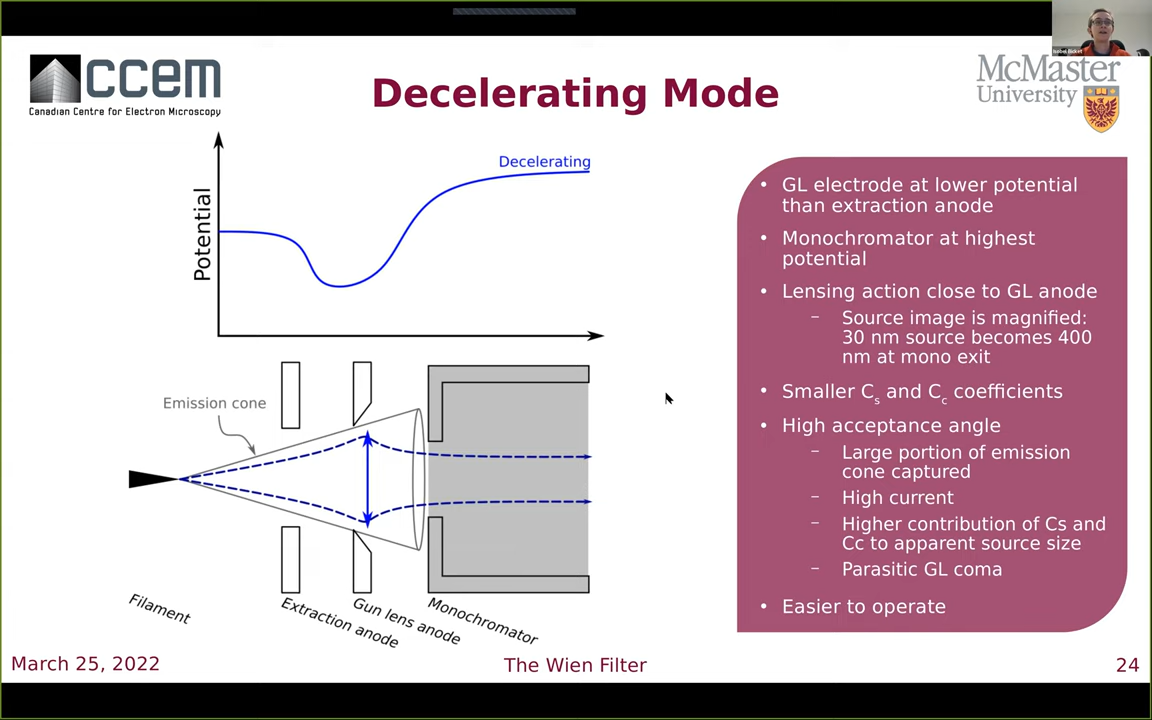 Isobel Bicket
ccem
Canadian Centre for Electron Microscopy
Decelerating Mode
McMaster
University
Potential
Decelerating
Emission cone
Filament
Extraction anode
Gun lens anode
Monochromator
• GL electrode at lower potential
than extraction anode
• Monochromator at highest
potential
• Lensing action close to GL anode
– Source image is magnified:
30 nm source becomes 400
nm at mono exit
• Smaller Cs and Cc coefficients
• High acceptance angle
– Large portion of emission
cone captured
– High current
– Higher contribution of Cs and
Cc to apparent source size
– Parasitic GL coma
• Easier to operate
March 25, 2022
The Wien Filter
24